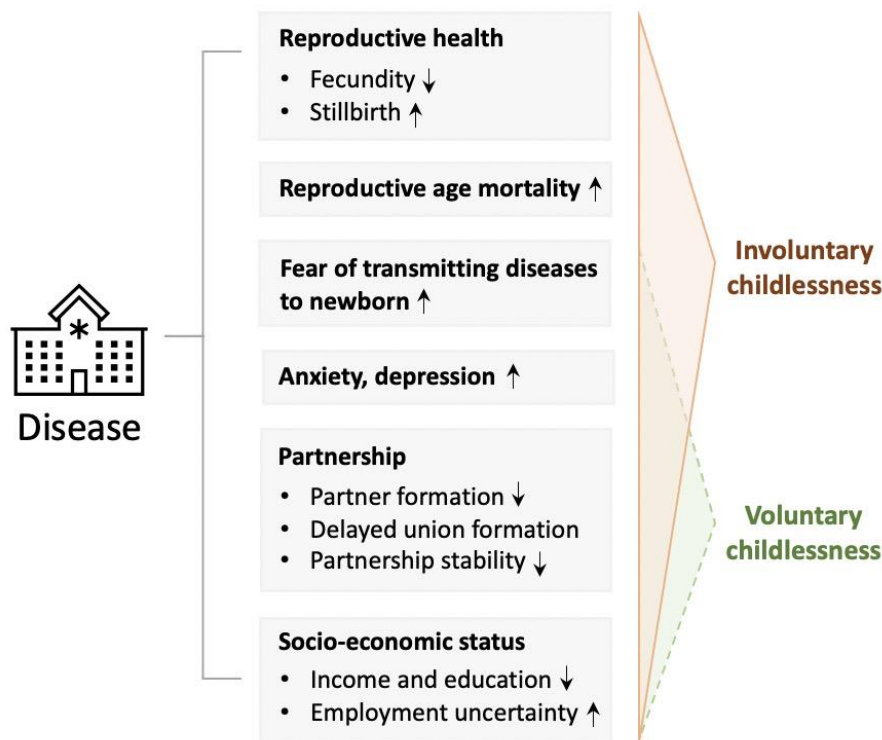 Reproductive health
• Fecundity ↓
• Stillbirth ↑
Reproductive age mortality ↑
Fear of transmitting diseases
to newborn ↑
Anxiety, depression ↑
Disease
Partnership
• Partner formation ↓
• Delayed union formation
• Partnership stability ↓
Socio-economic status
• Income and education ↓
• Employment uncertainty ↑
Involuntary
childlessness
Voluntary
childlessness